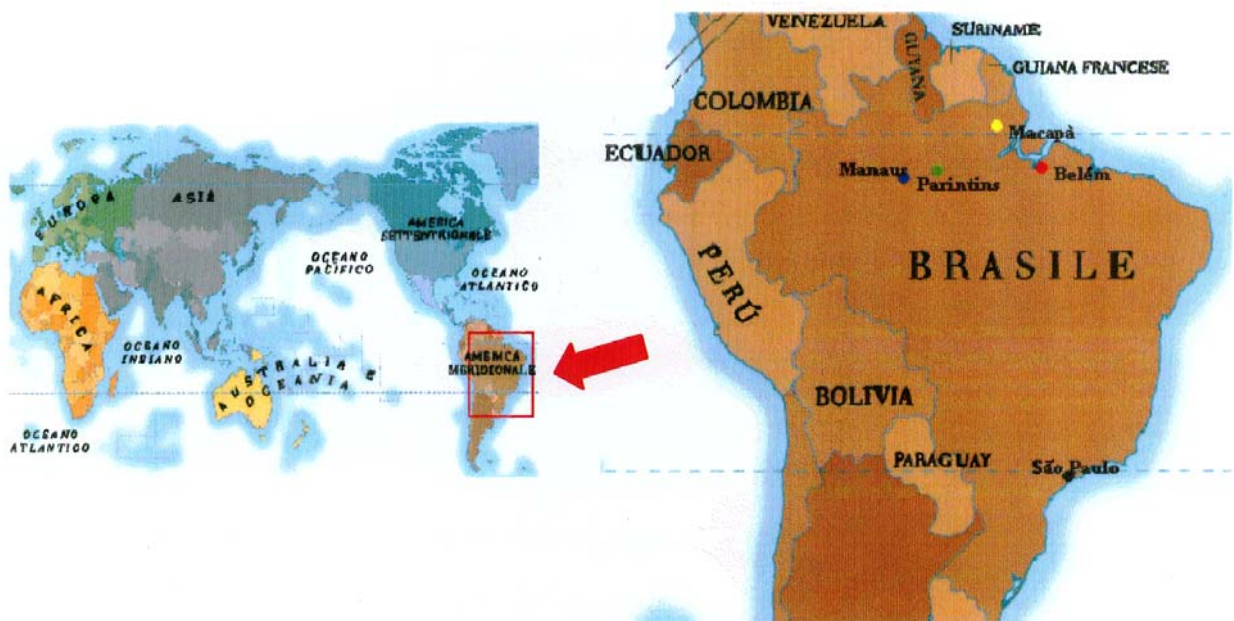 EUROPA
ASIA
AFRICA
OCEANO
INDIANO
AUSTRALIA E
OCEANIA
OCEANO
ATLANTICO
OCEANO
PACIFICO
AMERICA
SETTENTRIONALE
OCEANO
ATLANTICO
AMERICA
MERIDIONALE
VENEZUELA
GUYANA
SURINAME
GUIANA FRANCESE
COLOMBIA
ECUADOR
Macapà
Manaus
Parintins
Belém
PERÚ
BRASILE
BOLIVIA
PARAGUAY
São Paulo